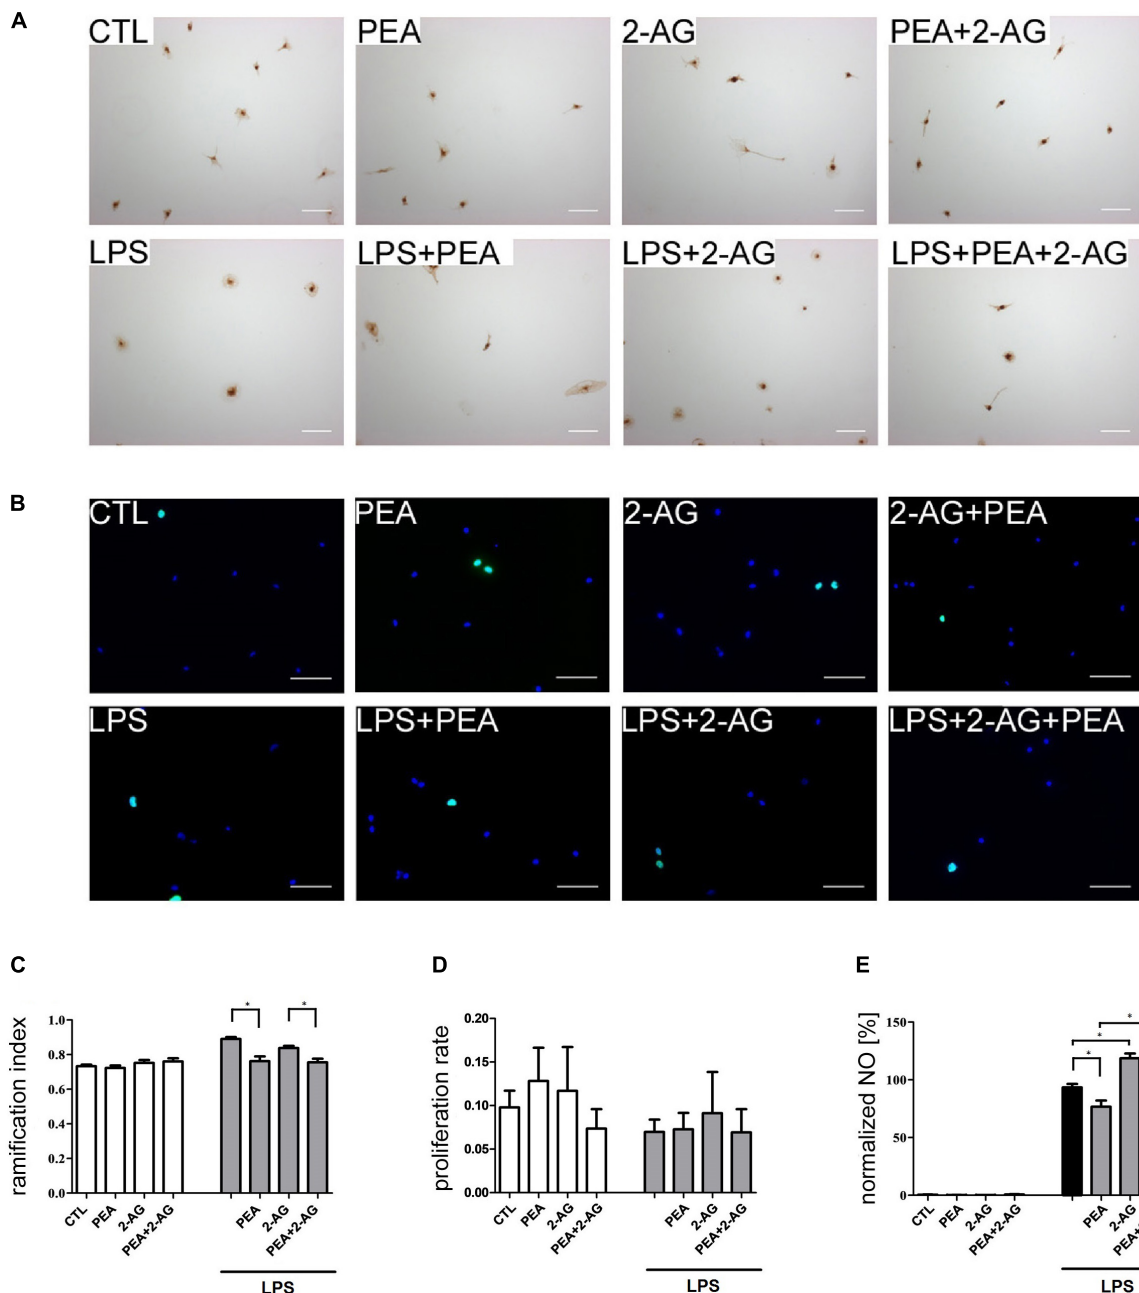 A
CTL PEA 2-AG PEA+2-AG
LPS LPS+PEA LPS+2-AG LPS+PEA+2-AG
B
CTL PEA 2-AG 2-AG+PEA
LPS LPS+PEA LPS+2-AG LPS+2-AG+PEA
C
ramification index
1.0
0.8
0.6
0.4
0.2
0.0
* *
CTL PEA 2-AG PEA+2-AG PEA 2-AG PEA+2-AG
LPS
D
proliferation rate
0.20
0.15
0.10
0.05
0.00
CTL PEA 2-AG PEA+2-AG PEA 2-AG PEA+2-AG
LPS
E
normalized NO [%]
150
100
50
0
* * *
CTL PEA 2-AG PEA+2-AG PEA 2-AG
LPS